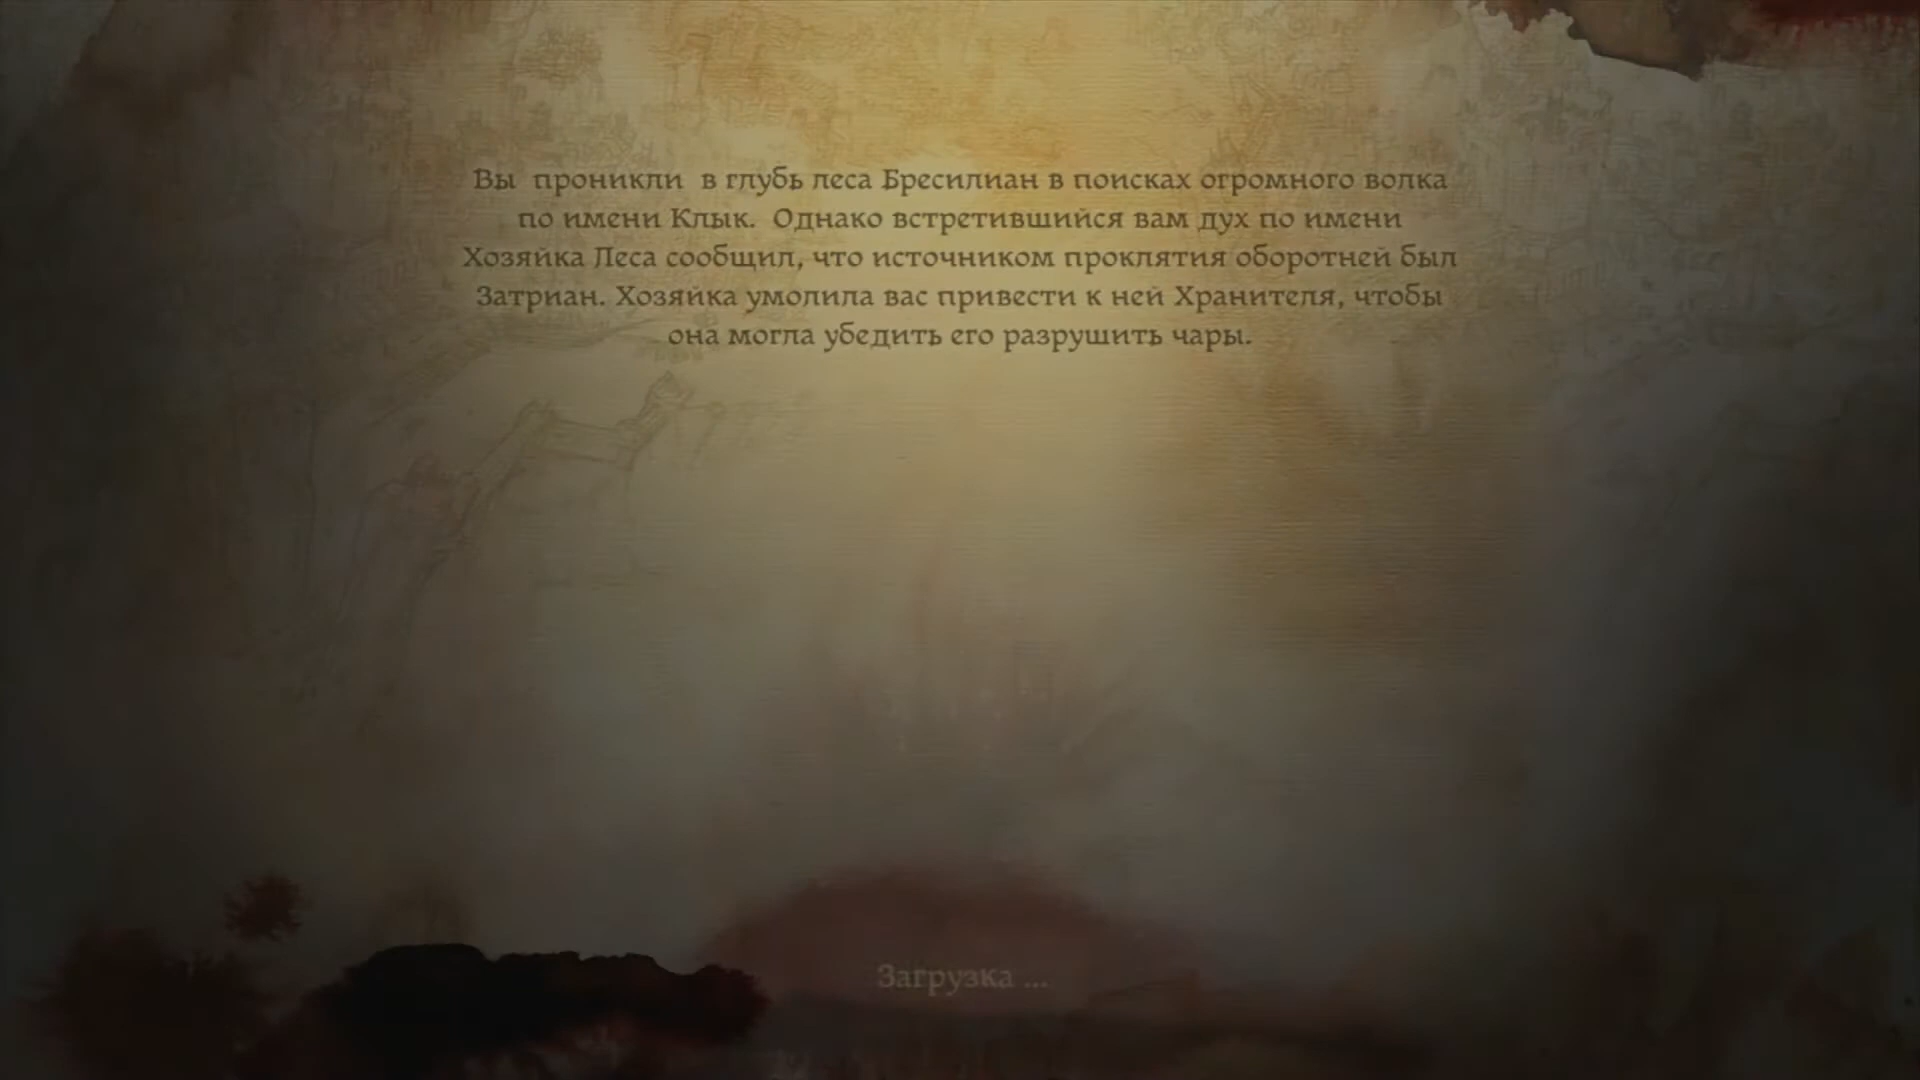 Вы проникли в глубь леса Бресилиан в поисках огромного волка
по имени Клык. Однако встретившийся вам дух по имени
Хозяйка Леса сообщил, что источником проклятия оборотней был
Затриан. Хозяйка умолила вас привести к ней Хранителя, чтобы
она могла убедить его разрушить чары.
Загрузка ...